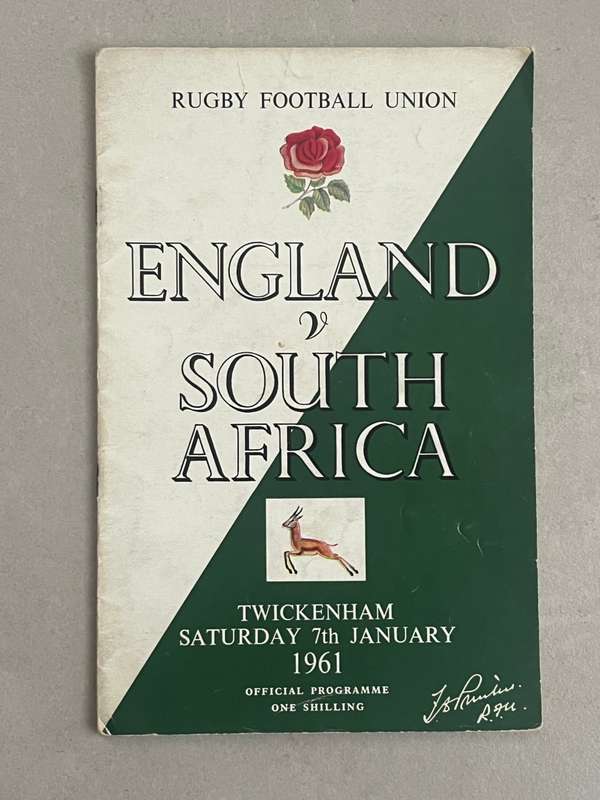 RUGBY FOOTBALL UNION
ENGLAND
v
SOUTH
AFRICA
TWICKENHAM
SATURDAY 7th JANUARY
1961
OFFICIAL PROGRAMME
ONE SHILLING
R.F.U.